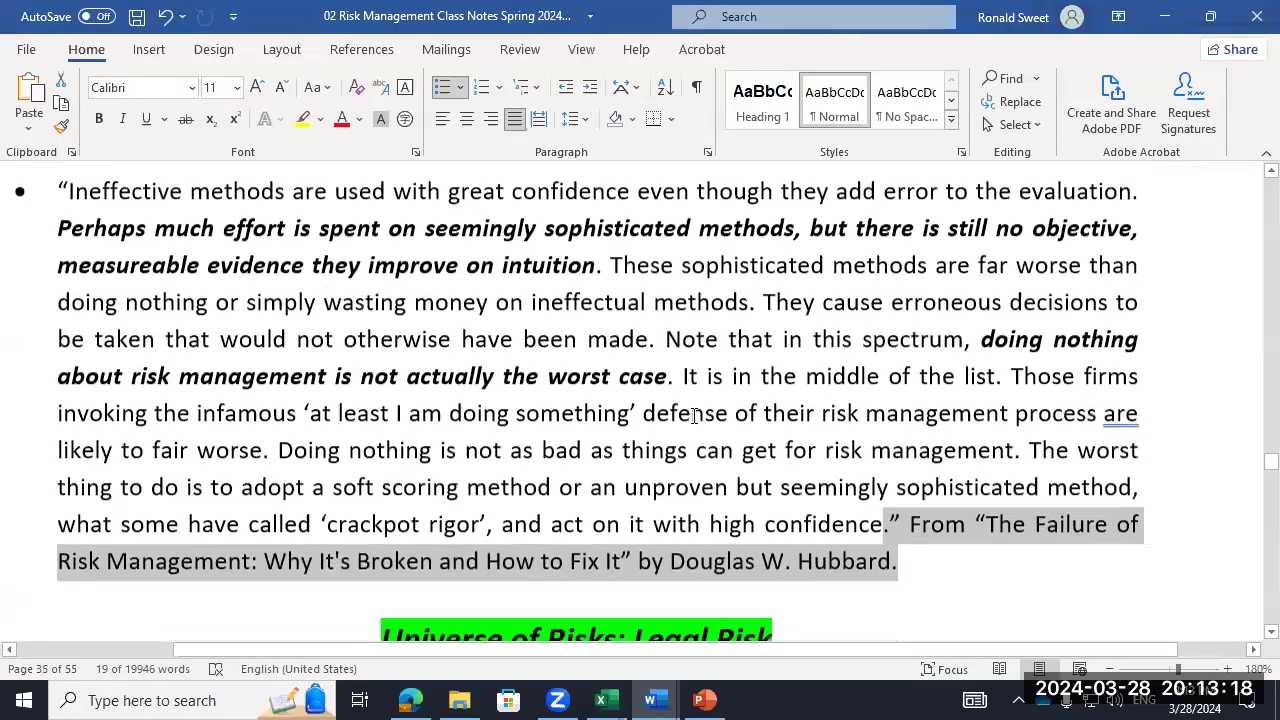 AutoSave Off 02 Risk Management Class Notes Spring 2024... Search Ronald Sweet
File Home Insert Design Layout References Mailings Review View Help Acrobat Share
Calibri 11 Aa Find
Paste Replace
Select
AaBbCc AaBbCcDc AaBbCcDc
Heading 1 ¶ Normal ¶ No Spac...
Create and Share Adobe PDF Request Signatures
Clipboard Font Paragraph Styles Editing Adobe Acrobat
• “Ineffective methods are used with great confidence even though they add error to the evaluation.
Perhaps much effort is spent on seemingly sophisticated methods, but there is still no objective,
measureable evidence they improve on intuition. These sophisticated methods are far worse than
doing nothing or simply wasting money on ineffectual methods. They cause erroneous decisions to
be taken that would not otherwise have been made. Note that in this spectrum, doing nothing
about risk management is not actually the worst case. It is in the middle of the list. Those firms
invoking the infamous ‘at least I am doing something’ defense of their risk management process are
likely to fair worse. Doing nothing is not as bad as things can get for risk management. The worst
thing to do is to adopt a soft scoring method or an unproven but seemingly sophisticated method,
what some have called ‘crackpot rigor’, and act on it with high confidence.” From “The Failure of
Risk Management: Why It's Broken and How to Fix It” by Douglas W. Hubbard.
Universe of Risks: Legal Risk
Page 35 of 55 19 of 19946 words English (United States) Focus 180%
Type here to search ENG
2024-03-28 20:13:18
3/28/2024